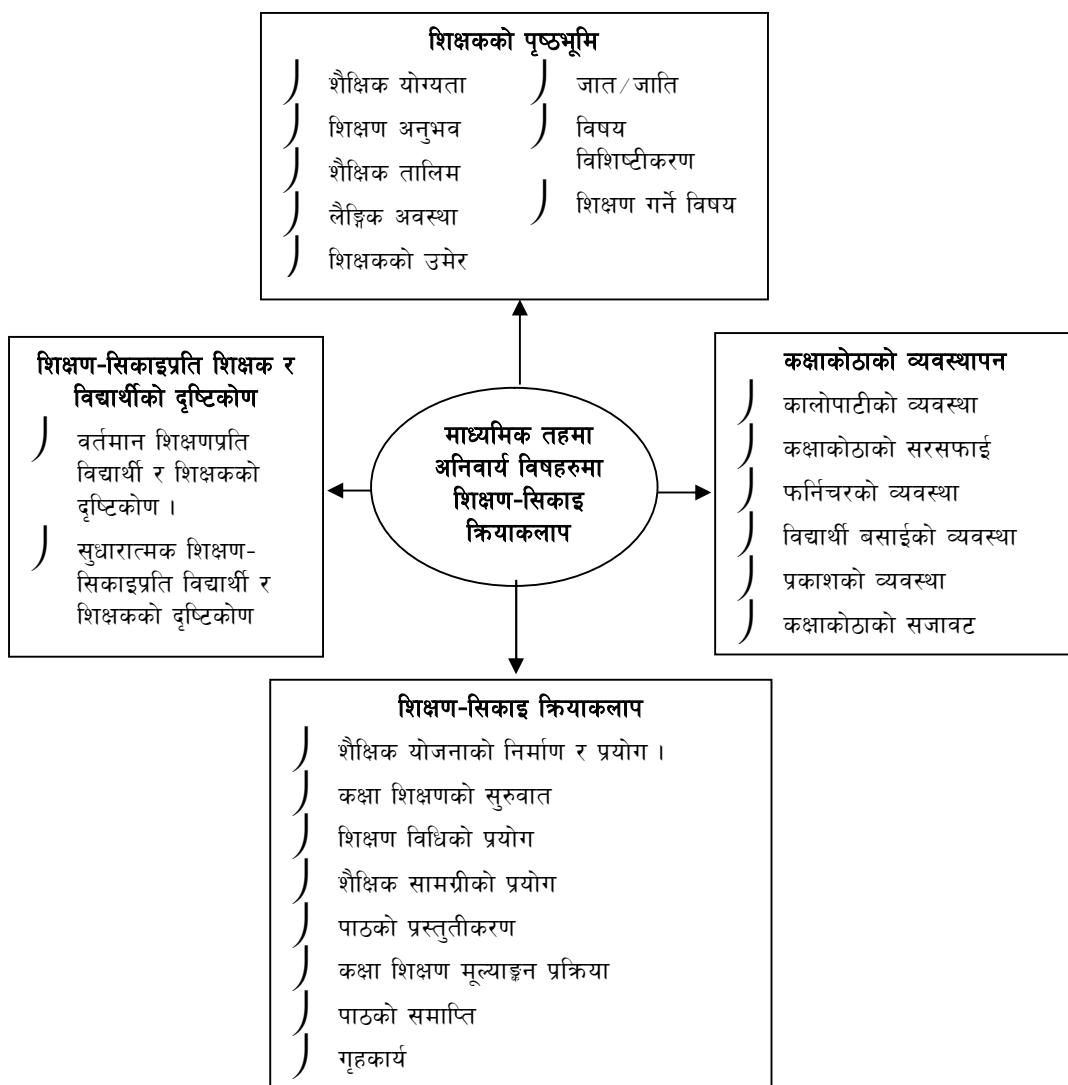 शिक्षकको पृष्ठभूमि
शैक्षिक योग्यता
शिक्षण अनुभव
शैक्षिक तालिम
लैङ्गिक अवस्था
शिक्षकको उमेर
जात/जाति
विषय
विशिष्टीकरण
शिक्षण गर्ने विषय
शिक्षण-सिकाइप्रति शिक्षक र
विद्यार्थीको दृष्टिकोण
वर्तमान शिक्षणप्रति
विद्यार्थी र शिक्षकको
दृष्टिकोण ।
सुधारात्मक शिक्षण-
सिकाइप्रति विद्यार्थी र
शिक्षकको दृष्टिकोण
माध्यमिक तहमा
अनिवार्य विषहरुमा
शिक्षण-सिकाइ
क्रियाकलाप
कक्षाकोठाको व्यवस्थापन
कालोपाटीको व्यवस्था
कक्षाकोठाको सरसफाई
फर्निचरको व्यवस्था
विद्यार्थी बसाईको व्यवस्था
प्रकाशको व्यवस्था
कक्षाकोठाको सजावट
शिक्षण-सिकाइ क्रियाकलाप
शैक्षिक योजनाको निर्माण र प्रयोग ।
कक्षा शिक्षणको सुरुवात
शिक्षण विधिको प्रयोग
शैक्षिक सामग्रीको प्रयोग
पाठको प्रस्तुतीकरण
कक्षा शिक्षण मूल्याङ्कन प्रक्रिया
पाठको समाप्ति
गृहकार्य